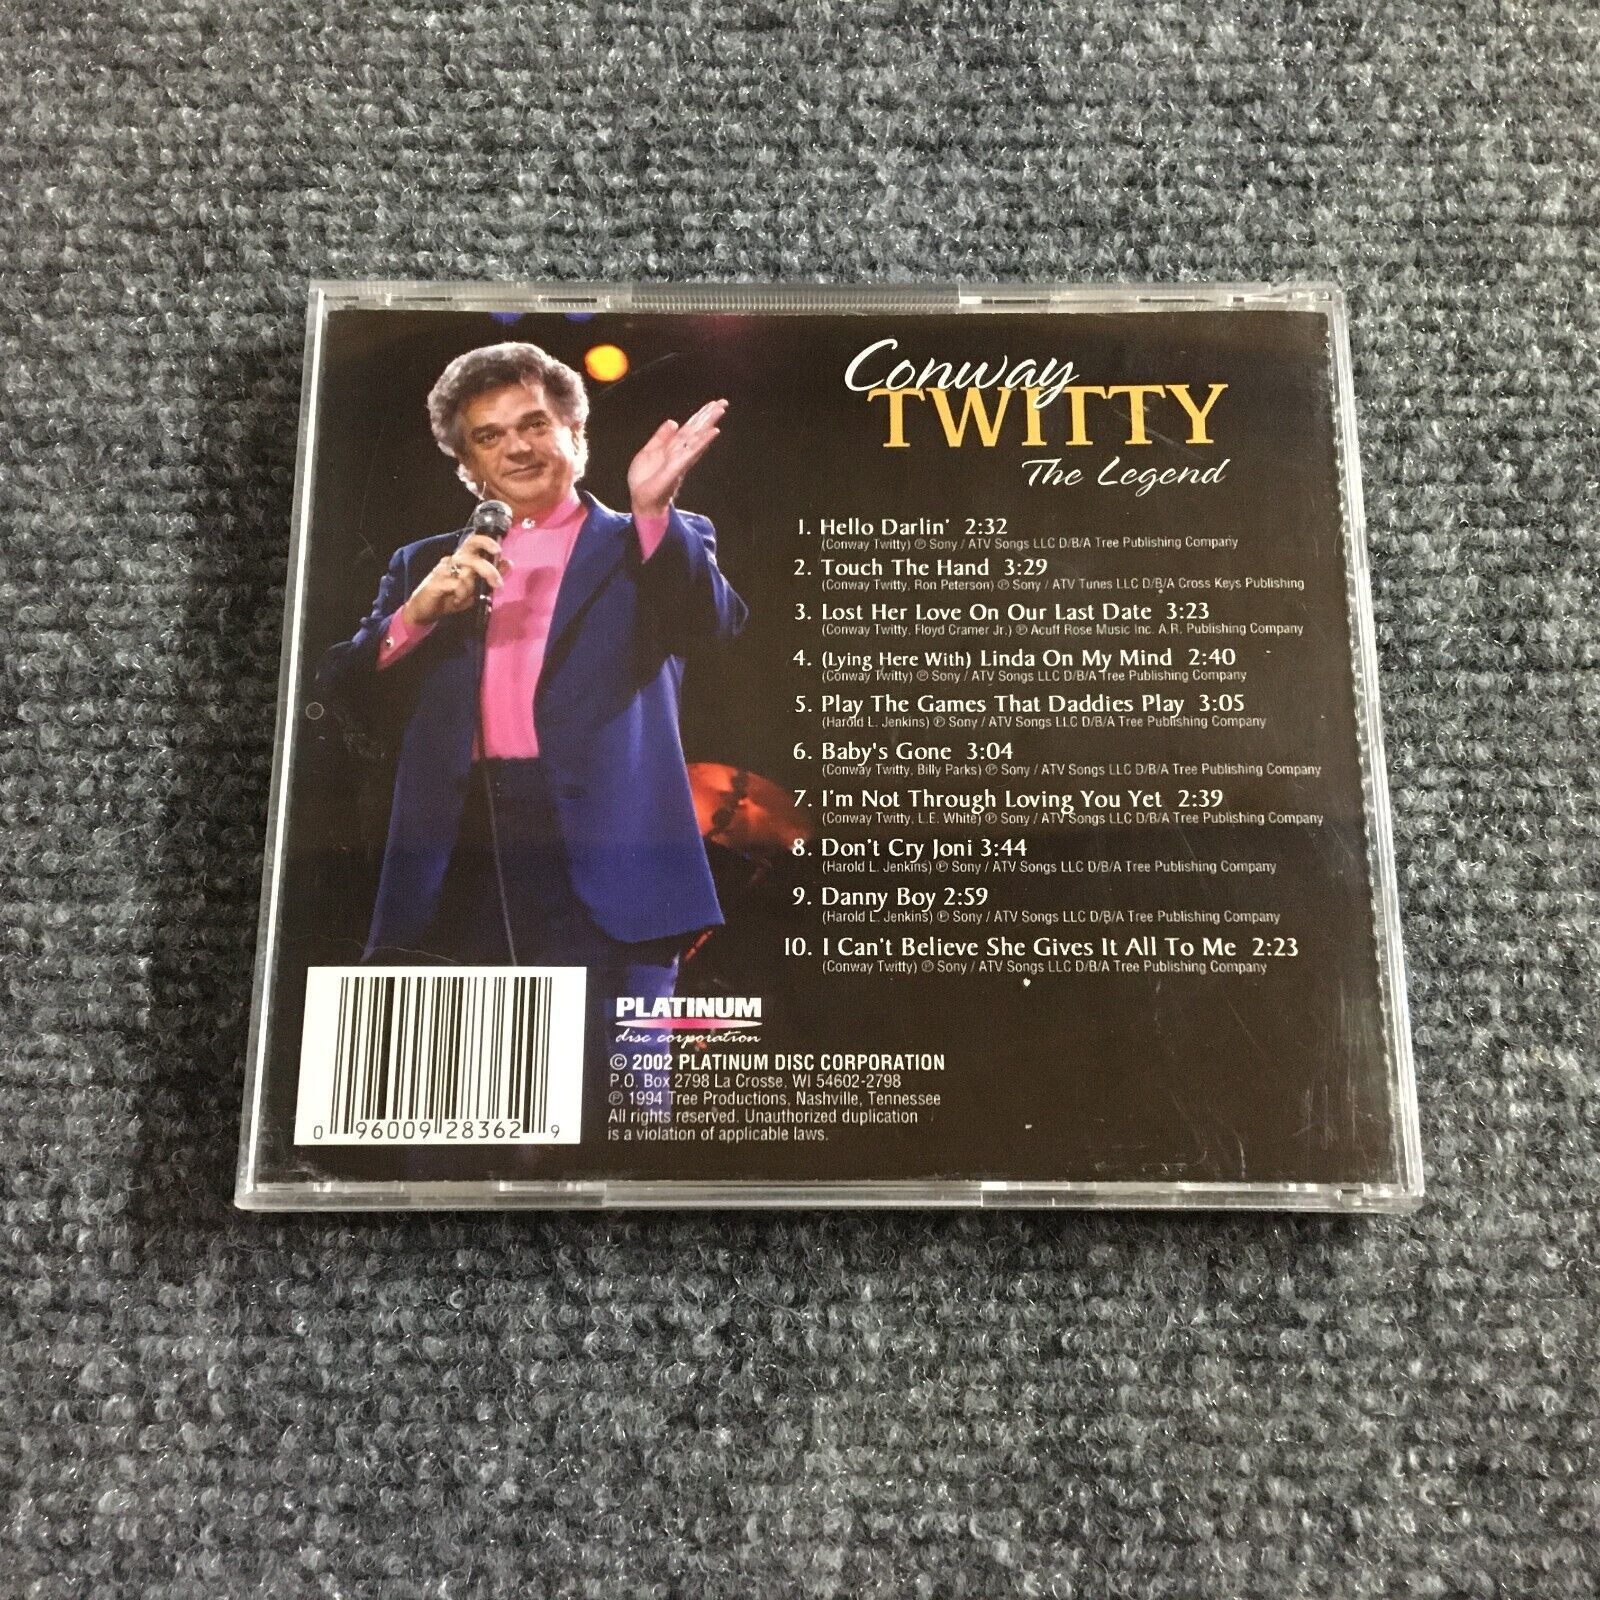 Conway
TWITTY
The Legend
1. Hello Darlin' 2:32
(Conway Twitty) ℗ Sony / ATV Songs LLC D/B/A Tree Publishing Company
2. Touch The Hand 3:29
(Conway Twitty, Ron Peterson) ℗ Sony / ATV Tunes LLC D/B/A Cross Keys Publishing
3. Lost Her Love On Our Last Date 3:23
(Conway Twitty, Floyd Cramer Jr.) ℗ Acuff Rose Music Inc. A.R. Publishing Company
4. (Lying Here With) Linda On My Mind 2:40
(Conway Twitty) ℗ Sony / ATV Songs LLC D/B/A Tree Publishing Company
5. Play The Games That Daddies Play 3:05
(Harold L. Jenkins) ℗ Sony / ATV Songs LLC D/B/A Tree Publishing Company
6. Baby's Gone 3:04
(Conway Twitty, Billy Parks) ℗ Sony / ATV Songs LLC D/B/A Tree Publishing Company
7. I'm Not Through Loving You Yet 2:39
(Conway Twitty, L.E. White) ℗ Sony / ATV Songs LLC D/B/A Tree Publishing Company
8. Don't Cry Joni 3:44
(Harold L. Jenkins) ℗ Sony / ATV Songs LLC D/B/A Tree Publishing Company
9. Danny Boy 2:59
(Harold L. Jenkins) ℗ Sony / ATV Songs LLC D/B/A Tree Publishing Company
10. I Can't Believe She Gives It All To Me 2:23
(Conway Twitty) ℗ Sony / ATV Songs LLC D/B/A Tree Publishing Company
PLATINUM
disc corporation
© 2002 PLATINUM DISC CORPORATION
P.O. Box 2798 La Crosse, WI 54602-2798
℗ 1994 Tree Productions, Nashville, Tennessee
All rights reserved. Unauthorized duplication
is a violation of applicable laws.
0 96009 28362 9